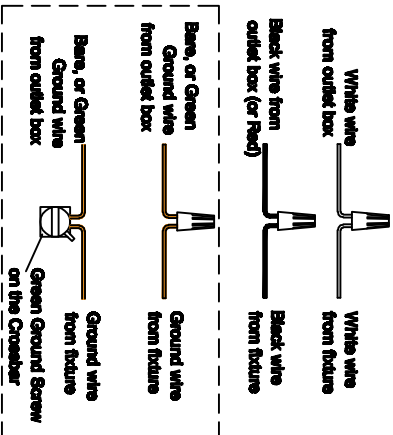 White wire
from outlet box
White wire
from fixture
Black wire from
outlet box (or Red)
Black wire
from fixture
Bare, or Green
Ground wire
from outlet box
Ground wire
from fixture
Bare, or Green
Ground wire
from outlet box
Ground wire
from fixture
Green Ground Screw
on the Crossbar